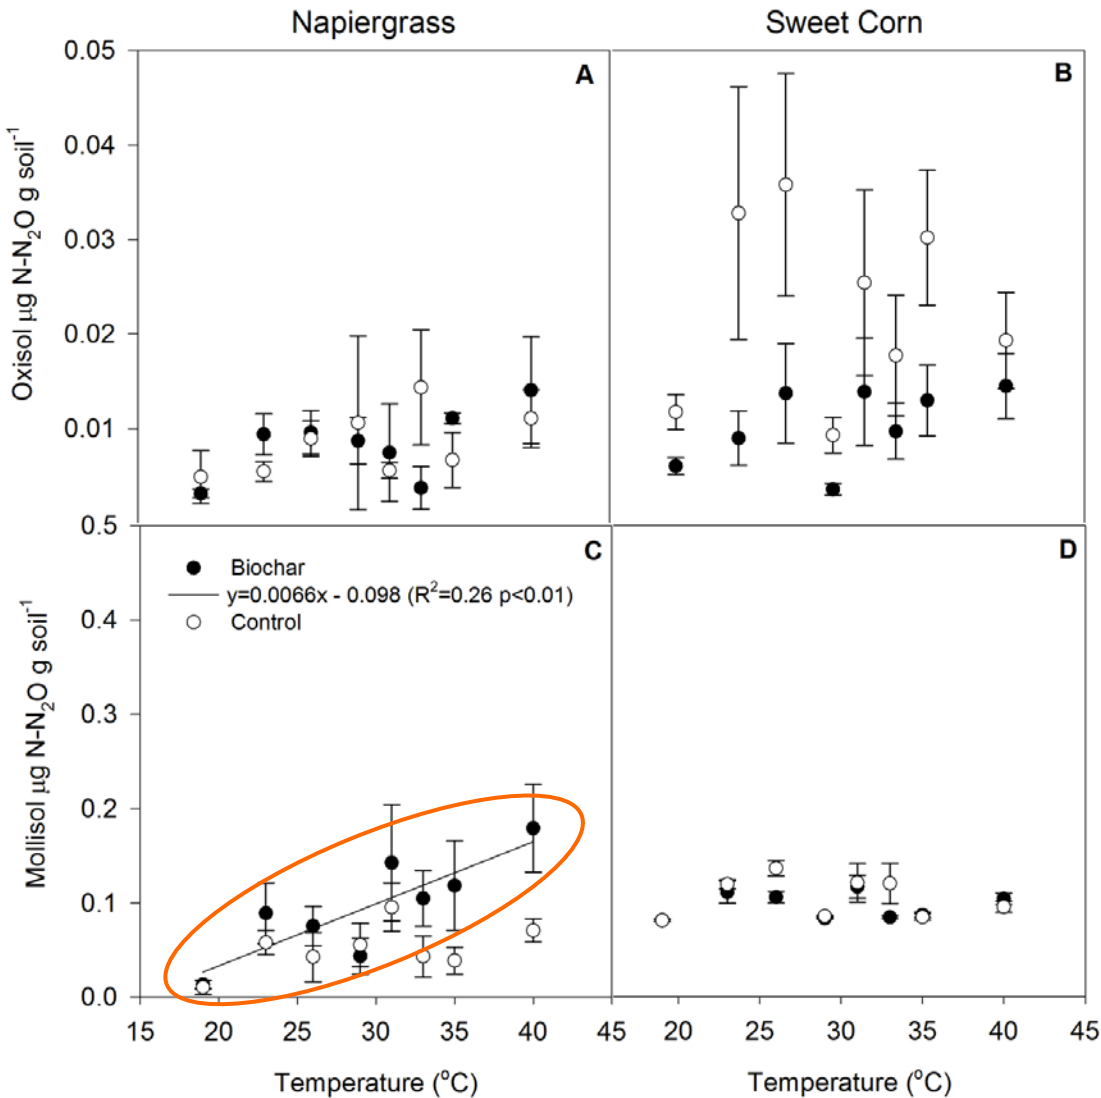 Napiergrass
Sweet Corn
Oxisol μg N-N₂O g soil⁻¹
0.05
0.04
0.03
0.02
0.01
A
B
Mollisol μg N-N₂O g soil⁻¹
0.5
0.4
0.3
0.2
0.1
0.0
C
Biochar
y=0.0066x - 0.098 (R²=0.26 p<0.01)
Control
D
15 20 25 30 35 40 45 20 25 30 35 40 45
Temperature (°C)
Temperature (°C)